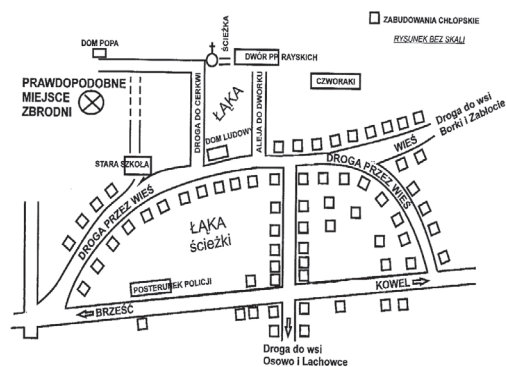 ZABUDOWANIA CHŁOPSKIE
RYSUNEK BEZ SKALI
DOM POPA
ŚCIEŻKA
DWÓR PP RAYSKICH
CZWORAKI
PRAWDOPODOBNE
MIEJSCE
ZBRODNI
DROGA DO CERKWI
ŁĄKA
ALEJA DO DWORKU
DOM LUDOWY
Droga do wsi
Borki i Zabłocie
WIEŚ
STARA SZKOŁA
DROGA PRZEZ WIEŚ
DROGA PRZEZ WIEŚ
ŁĄKA
ścieżki
POSTERUNEK POLICJI
BRZEŚĆ
KOWEL
Droga do wsi
Osowo i Lachowce